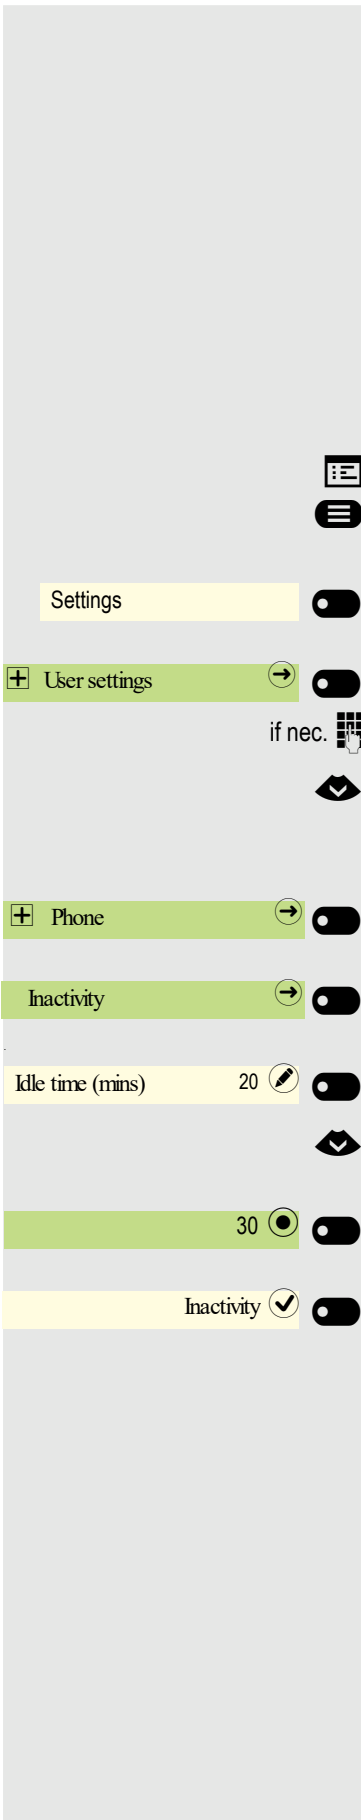 Settings
User settings
if nec.
Phone
Inactivity
Idle time (mins) 20
30
Inactivity